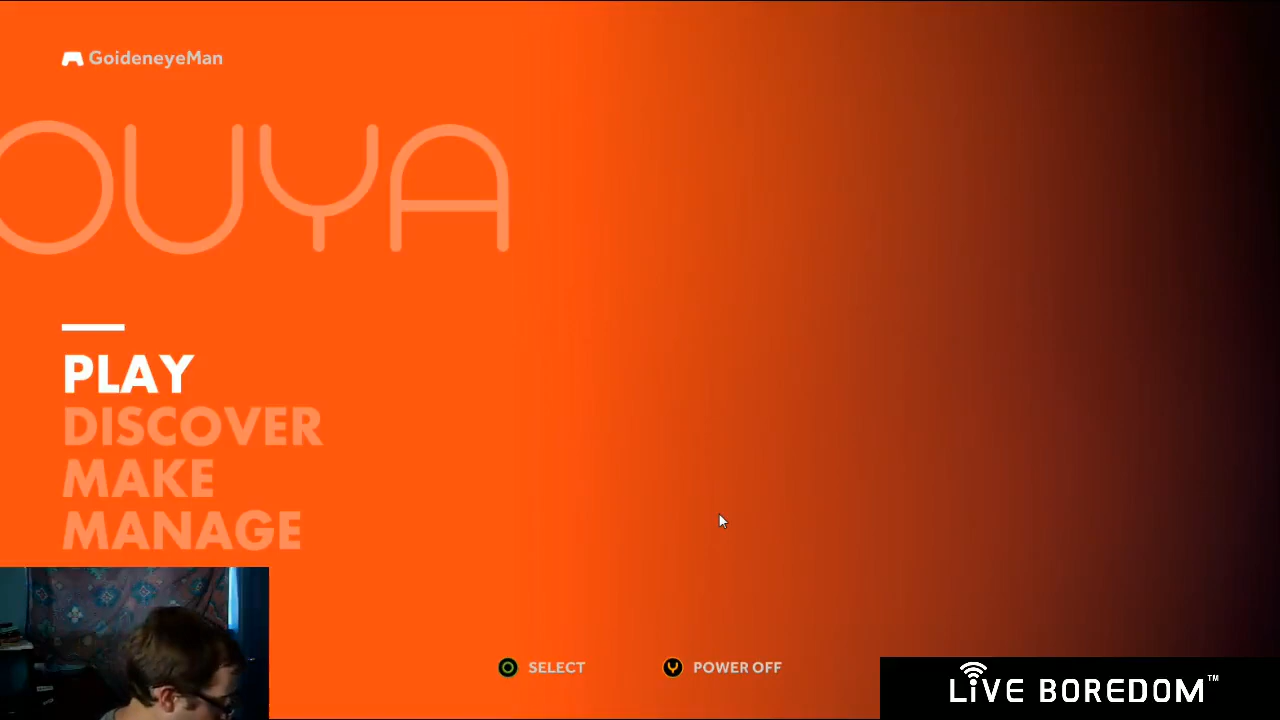 GoideneyeMan
OUYA
PLAY
DISCOVER
MAKE
MANAGE
SELECT
POWER OFF
LiVE BOREDOM™